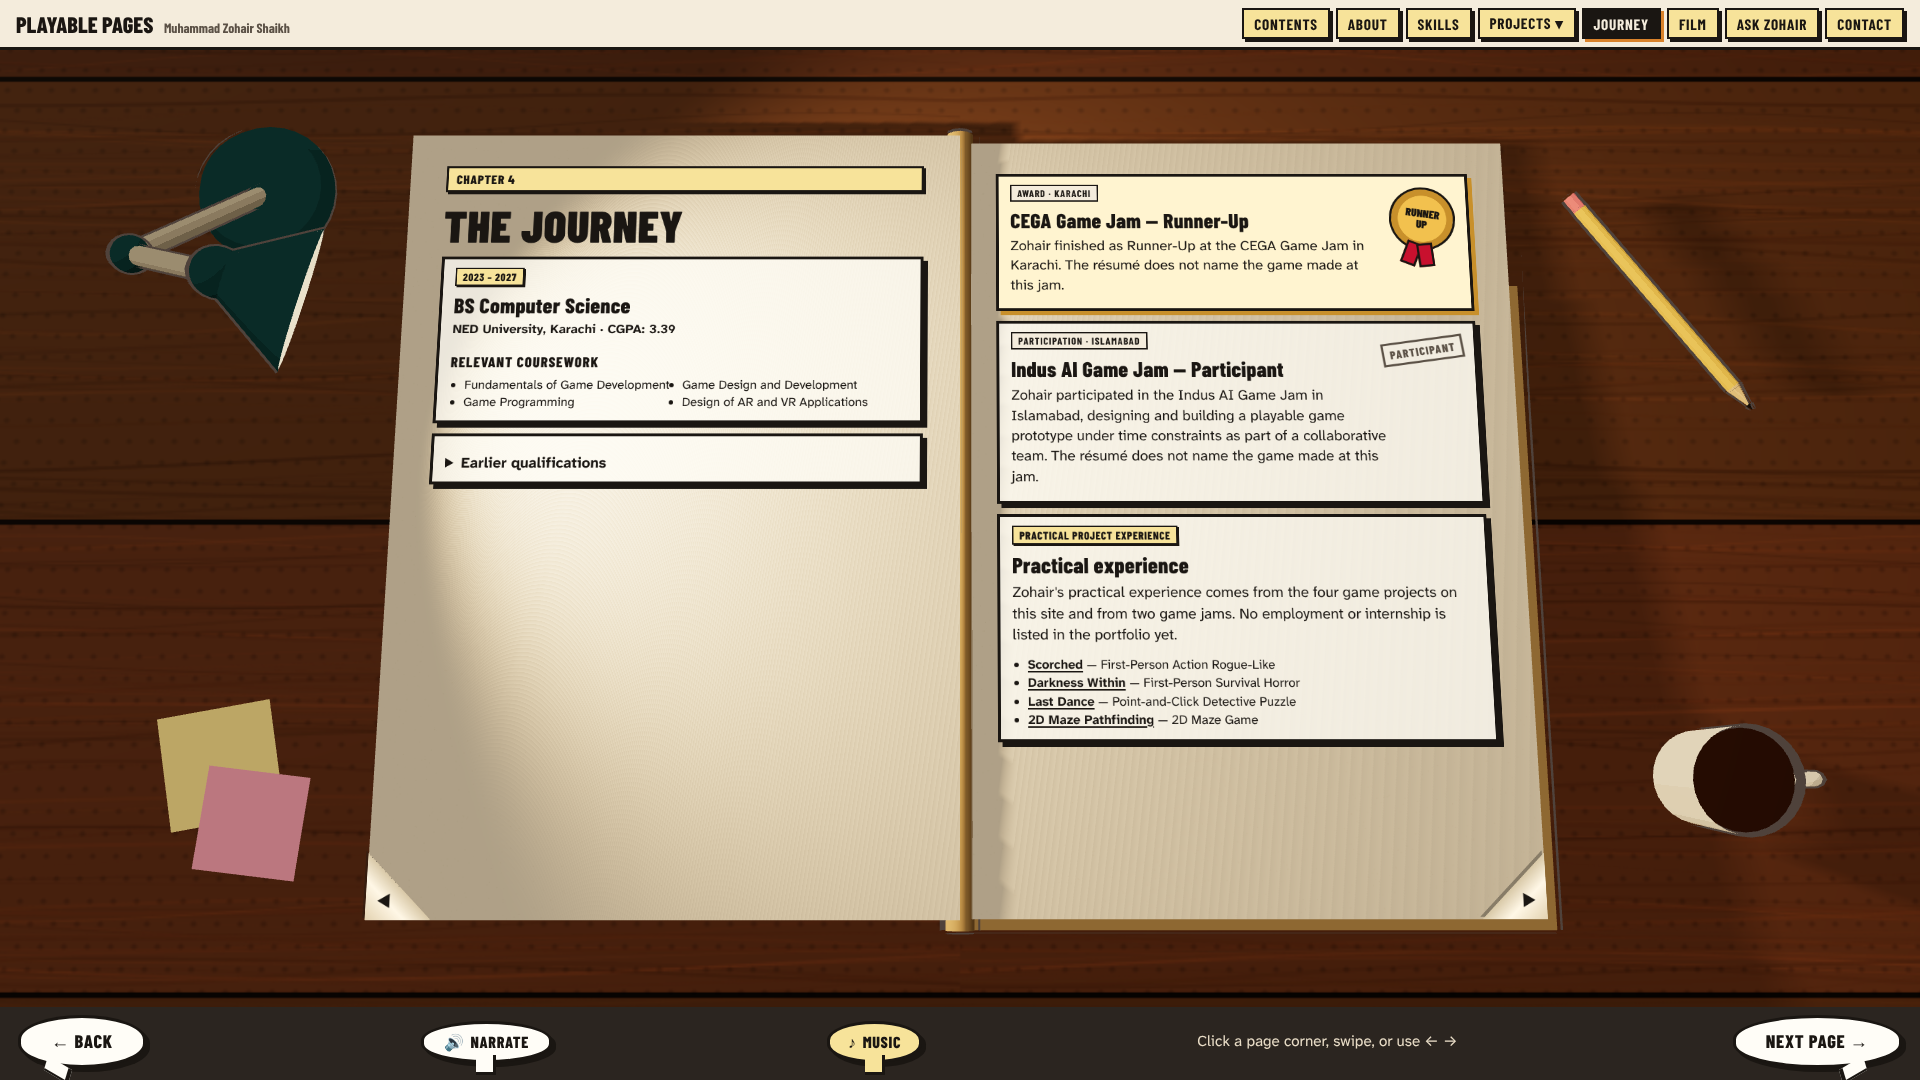 PLAYABLE PAGES Muhammad Zohair Shaikh
CONTENTS ABOUT SKILLS PROJECTS ▼ JOURNEY FILM ASK ZOHAIR CONTACT
CHAPTER 4
THE JOURNEY
2023 – 2027
BS Computer Science
NED University, Karachi · CGPA: 3.39
RELEVANT COURSEWORK
• Fundamentals of Game Development
• Game Design and Development
• Game Programming
• Design of AR and VR Applications
▶ Earlier qualifications
AWARD · KARACHI
CEGA Game Jam — Runner-Up
Zohair finished as Runner-Up at the CEGA Game Jam in
Karachi. The résumé does not name the game made at
this jam.
RUNNER
UP
PARTICIPATION · ISLAMABAD
PARTICIPANT
Indus AI Game Jam — Participant
Zohair participated in the Indus AI Game Jam in
Islamabad, designing and building a playable game
prototype under time constraints as part of a collaborative
team. The résumé does not name the game made at this
jam.
PRACTICAL PROJECT EXPERIENCE
Practical experience
Zohair's practical experience comes from the four game projects on
this site and from two game jams. No employment or internship is
listed in the portfolio yet.
• Scorched — First-Person Action Rogue-Like
• Darkness Within — First-Person Survival Horror
• Last Dance — Point-and-Click Detective Puzzle
• 2D Maze Pathfinding — 2D Maze Game
◀
▶
← BACK
🔊 NARRATE
♪ MUSIC
Click a page corner, swipe, or use ← →
NEXT PAGE →